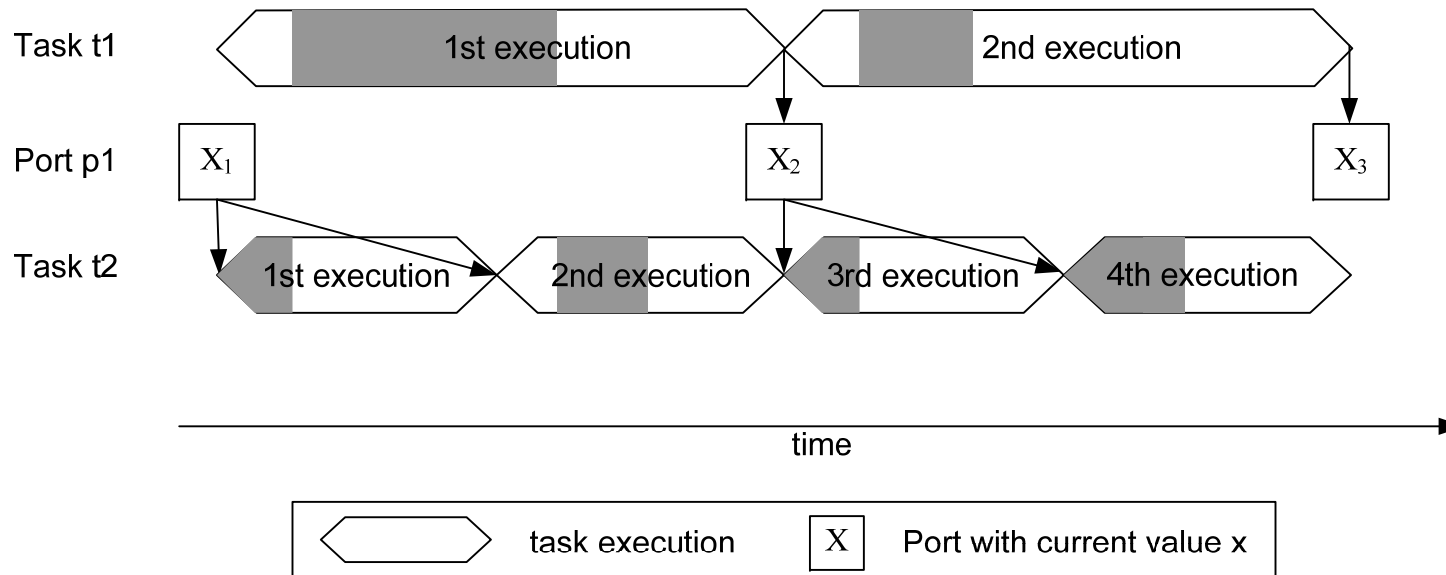 Task t1
1st execution
2nd execution
Port p1
X1
X2
X3
Task t2
1st execution
2nd execution
3rd execution
4th execution
time
task execution
X
Port with current value x